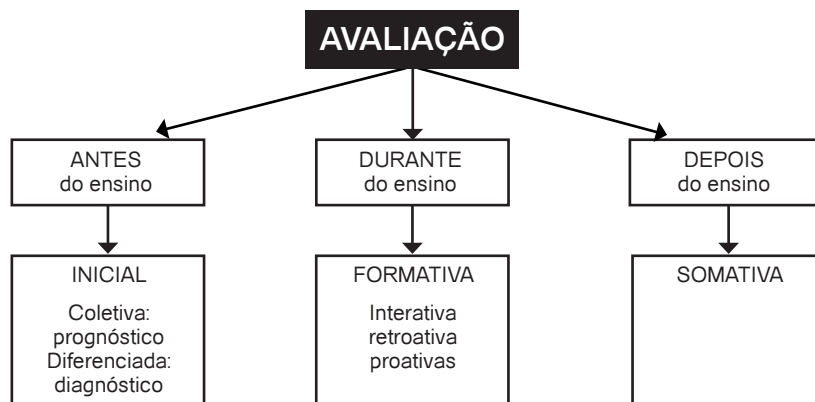 AVALIAÇÃO
ANTES
do ensino
DURANTE
do ensino
DEPOIS
do ensino
INICIAL
Coletiva:
prognóstico
Diferenciada:
diagnóstico
FORMATIVA
Interativa
retroativa
proativas
SOMATIVA